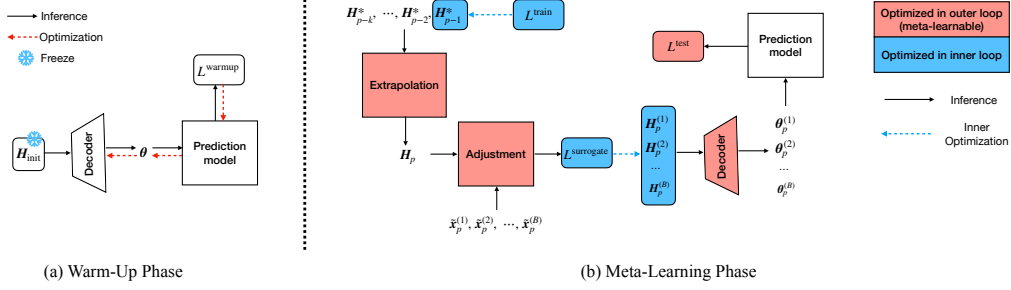 Inference
Optimization
Freeze
L^warmup
H_init
Decoder
θ
Prediction
model
(a) Warm-Up Phase
H*_{p-k}, ⋯, H*_{p-2}, H*_{p-1}
L^train
Extrapolation
H_p
Adjustment
x̃_p^{(1)}, x̃_p^{(2)}, ⋯, x̃_p^{(B)}
L^surrogate
H_p^{(1)}
H_p^{(2)}
...
H_p^{(B)}
Decoder
θ_p^{(1)}
θ_p^{(2)}
...
θ_p^{(B)}
Prediction
model
L^test
Optimized in outer loop
(meta-learnable)
Optimized in inner loop
Inference
Inner
Optimization
(b) Meta-Learning Phase